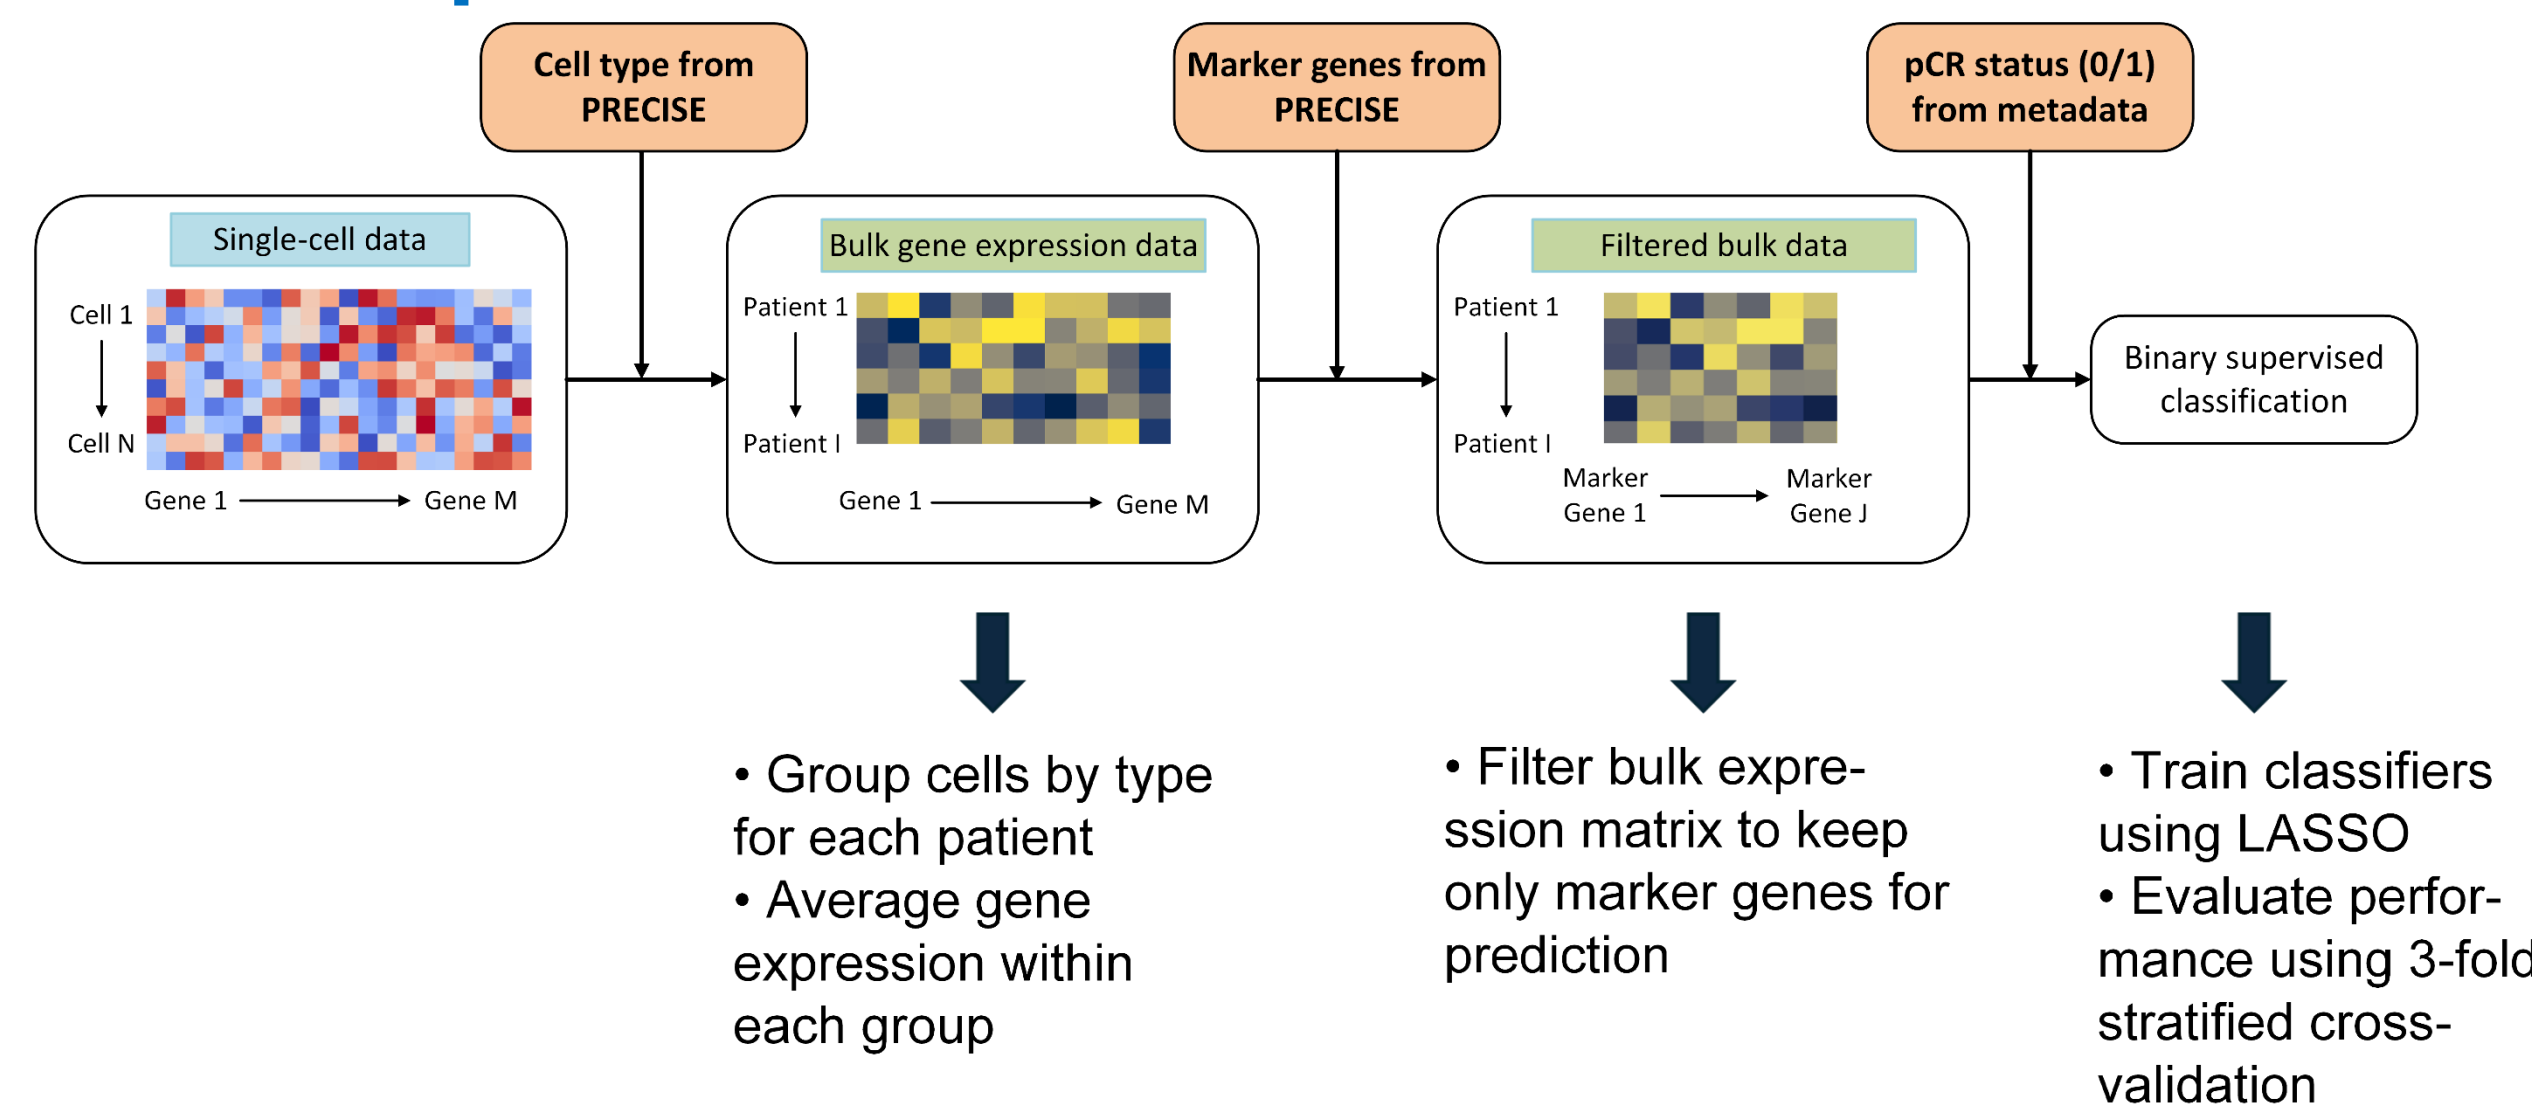 Cell type from
PRECISE
Marker genes from
PRECISE
pCR status (0/1)
from metadata
Single-cell data
Cell 1
Cell N
Gene 1
Gene M
Bulk gene expression data
Patient 1
Patient I
Gene 1
Gene M
Filtered bulk data
Patient 1
Patient I
Marker
Gene 1
Marker
Gene J
Binary supervised
classification
• Group cells by type
for each patient
• Average gene
expression within
each group
• Filter bulk expre-
ssion matrix to keep
only marker genes for
prediction
• Train classifiers
using LASSO
• Evaluate perfor-
mance using 3-fold
stratified cross-
validation